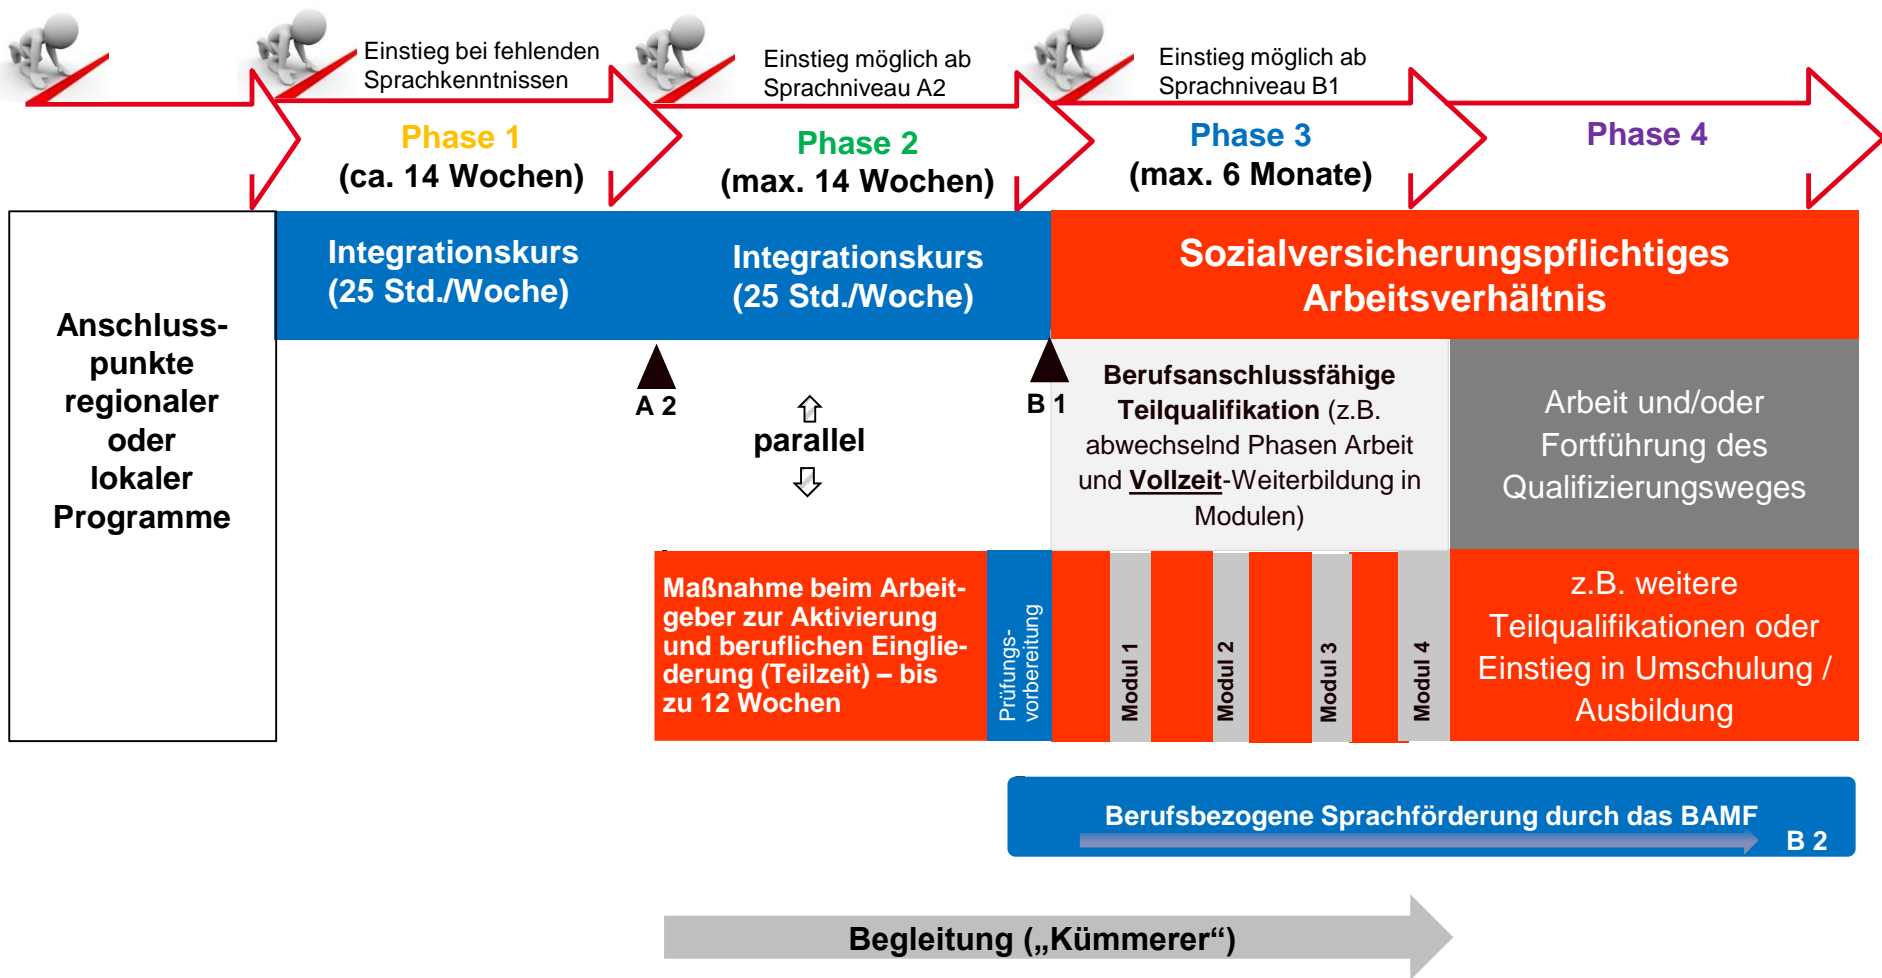 Einstieg bei fehlenden
Sprachkenntnissen
Einstieg möglich ab
Sprachniveau A2
Einstieg möglich ab
Sprachniveau B1
Phase 1
(ca. 14 Wochen)
Phase 2
(max. 14 Wochen)
Phase 3
(max. 6 Monate)
Phase 4
Anschluss-
punkte
regionaler
oder
lokaler
Programme
Integrationskurs
(25 Std./Woche)
Integrationskurs
(25 Std./Woche)
Sozialversicherungspflichtiges
Arbeitsverhältnis
A 2
parallel
B 1
Berufsanschlussfähige
Teilqualifikation (z.B.
abwechselnd Phasen Arbeit
und Vollzeit-Weiterbildung in
Modulen)
Arbeit und/oder
Fortführung des
Qualifizierungsweges
Maßnahme beim Arbeit-
geber zur Aktivierung
und beruflichen Einglie-
derung (Teilzeit) – bis
zu 12 Wochen
Prüfungs-
vorbereitung
Modul 1
Modul 2
Modul 3
Modul 4
z.B. weitere
Teilqualifikationen oder
Einstieg in Umschulung /
Ausbildung
Berufsbezogene Sprachförderung durch das BAMF
B 2
Begleitung („Kümmerer“)